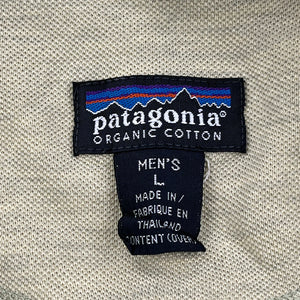 patagonia®
ORGANIC COTTON
MEN'S
L
MADE IN/
FABRIQUE EN
THAILAND
CONTENT COVER